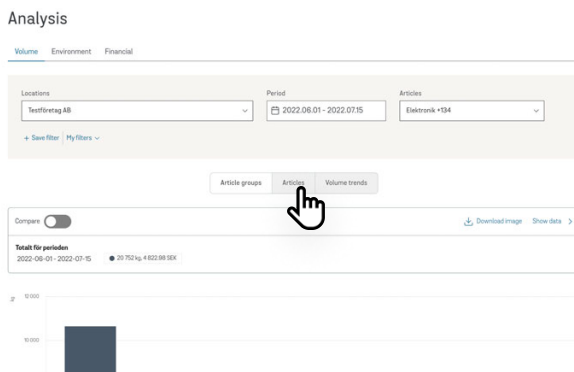 Analysis
Volume Environment Financial
Locations Period Articles
Testföretag AB 2022.06.01 - 2022.07.15 Elektronik +134
+ Save filter My filters
Article groups Articles Volume trends
Compare Download image Show data
Totalt för perioden
2022-06-01 - 2022-07-15 20 752 kg, 4 822.98 SEK
12 000
10 000